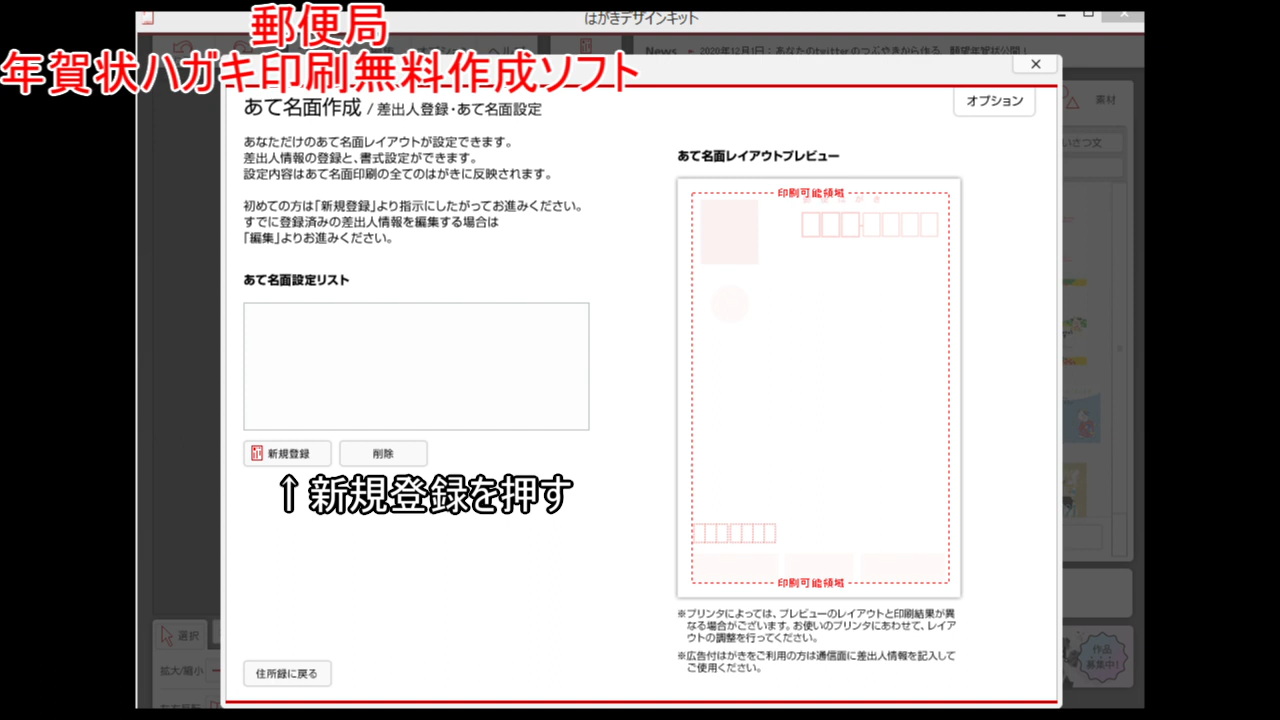 はがきデザインキット
郵便局
News ▸ 2020年12月1日：あなたのtwitterのつぶやきから作る、観学年賀状公開！
年賀状ハガキ印刷無料作成ソフト
あて名面作成 / 差出人登録・あて名面設定
オプション
素材
あなただけのあて名面レイアウトが設定できます。
差出人情報の登録と、書式設定ができます。
設定内容はあて名面印刷の全てのはがきに反映されます。
初めての方は「新規登録」より指示にしたがってお進みください。
すでに登録済みの差出人情報を編集する場合は
「編集」よりお進みください。
あて名面設定リスト
新規登録
削除
↑新規登録を押す
住所録に戻る
あて名面レイアウトプレビュー
印刷可能領域
印刷可能領域
※プリンタによっては、プレビューのレイアウトと印刷結果が異
なる場合がございます。お使いのプリンタにあわせて、レイア
ウトの調整を行ってください。
※広告付はがきをご利用の方は通信面に差出人情報を記入して
ご使用ください。
いさつ文
選択
拡大/縮小
作品
募集中!